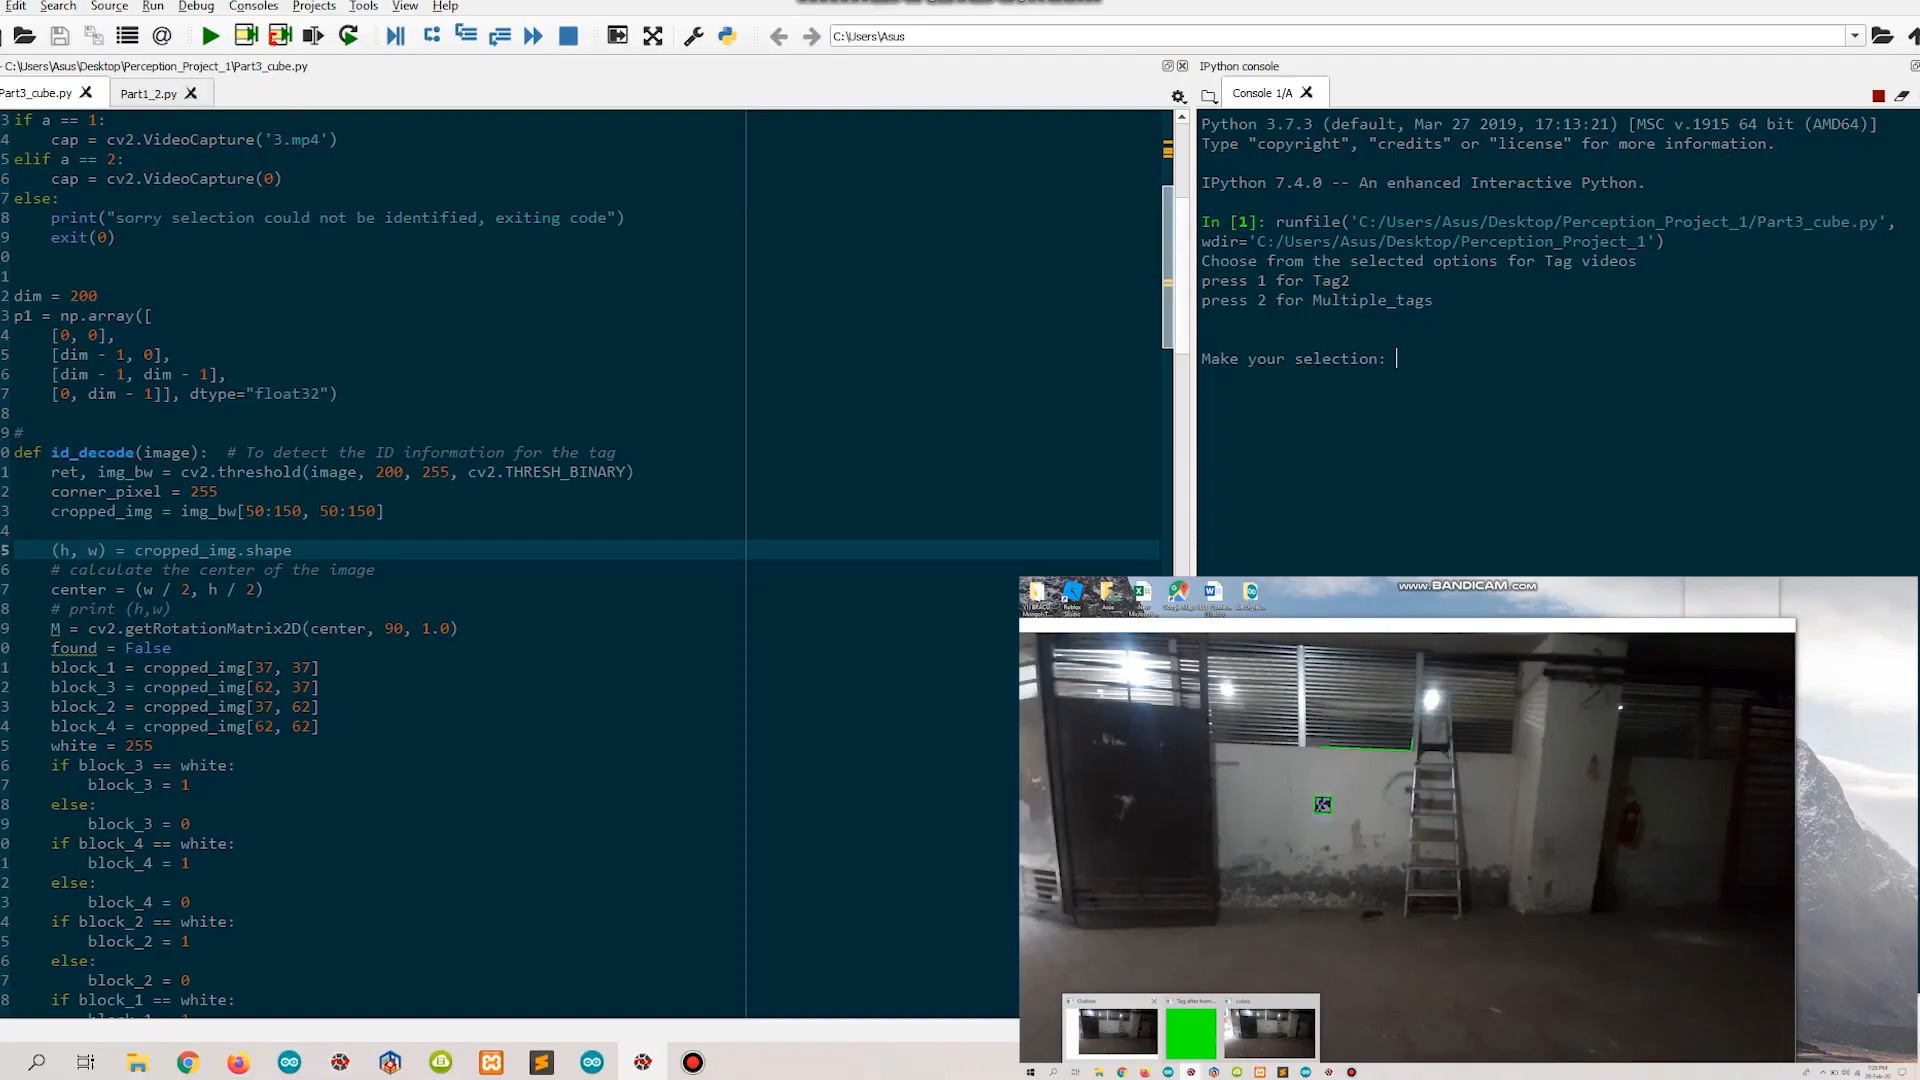 Edit Search Source Run Debug Consoles Projects Tools View Help
C:\Users\Asus
C:\Users\Asus\Desktop\Perception_Project_1\Part3_cube.py
Part3_cube.py
Part1_2.py
3 if a == 1:
4 cap = cv2.VideoCapture('3.mp4')
5 elif a == 2:
6 cap = cv2.VideoCapture(0)
7 else:
8 print("sorry selection could not be identified, exiting code")
9 exit(0)
0
1
2 dim = 200
3 p1 = np.array([
4 [0, 0],
5 [dim - 1, 0],
6 [dim - 1, dim - 1],
7 [0, dim - 1]], dtype="float32")
8
9 #
0 def id_decode(image): # To detect the ID information for the tag
1 ret, img_bw = cv2.threshold(image, 200, 255, cv2.THRESH_BINARY)
2 corner_pixel = 255
3 cropped_img = img_bw[50:150, 50:150]
4
5 (h, w) = cropped_img.shape
6 # calculate the center of the image
7 center = (w / 2, h / 2)
8 # print (h,w)
9 M = cv2.getRotationMatrix2D(center, 90, 1.0)
0 found = False
1 block_1 = cropped_img[37, 37]
2 block_3 = cropped_img[62, 37]
3 block_2 = cropped_img[37, 62]
4 block_4 = cropped_img[62, 62]
5 white = 255
6 if block_3 == white:
7 block_3 = 1
8 else:
9 block_3 = 0
0 if block_4 == white:
1 block_4 = 1
2 else:
3 block_4 = 0
4 if block_2 == white:
5 block_2 = 1
6 else:
7 block_2 = 0
8 if block_1 == white:
IPython console
Console 1/A
Python 3.7.3 (default, Mar 27 2019, 17:13:21) [MSC v.1915 64 bit (AMD64)]
Type "copyright", "credits" or "license" for more information.
IPython 7.4.0 -- An enhanced Interactive Python.
In [1]: runfile('C:/Users/Asus/Desktop/Perception_Project_1/Part3_cube.py',
wdir='C:/Users/Asus/Desktop/Perception_Project_1')
Choose from the selected options for Tag videos
press 1 for Tag2
press 2 for Multiple_tags
Make your selection:
www.BANDICAM.com
Roblox
Studio
Asus
New
Google Maps
Outline
Tag after hom...
cubes
7:20 PM